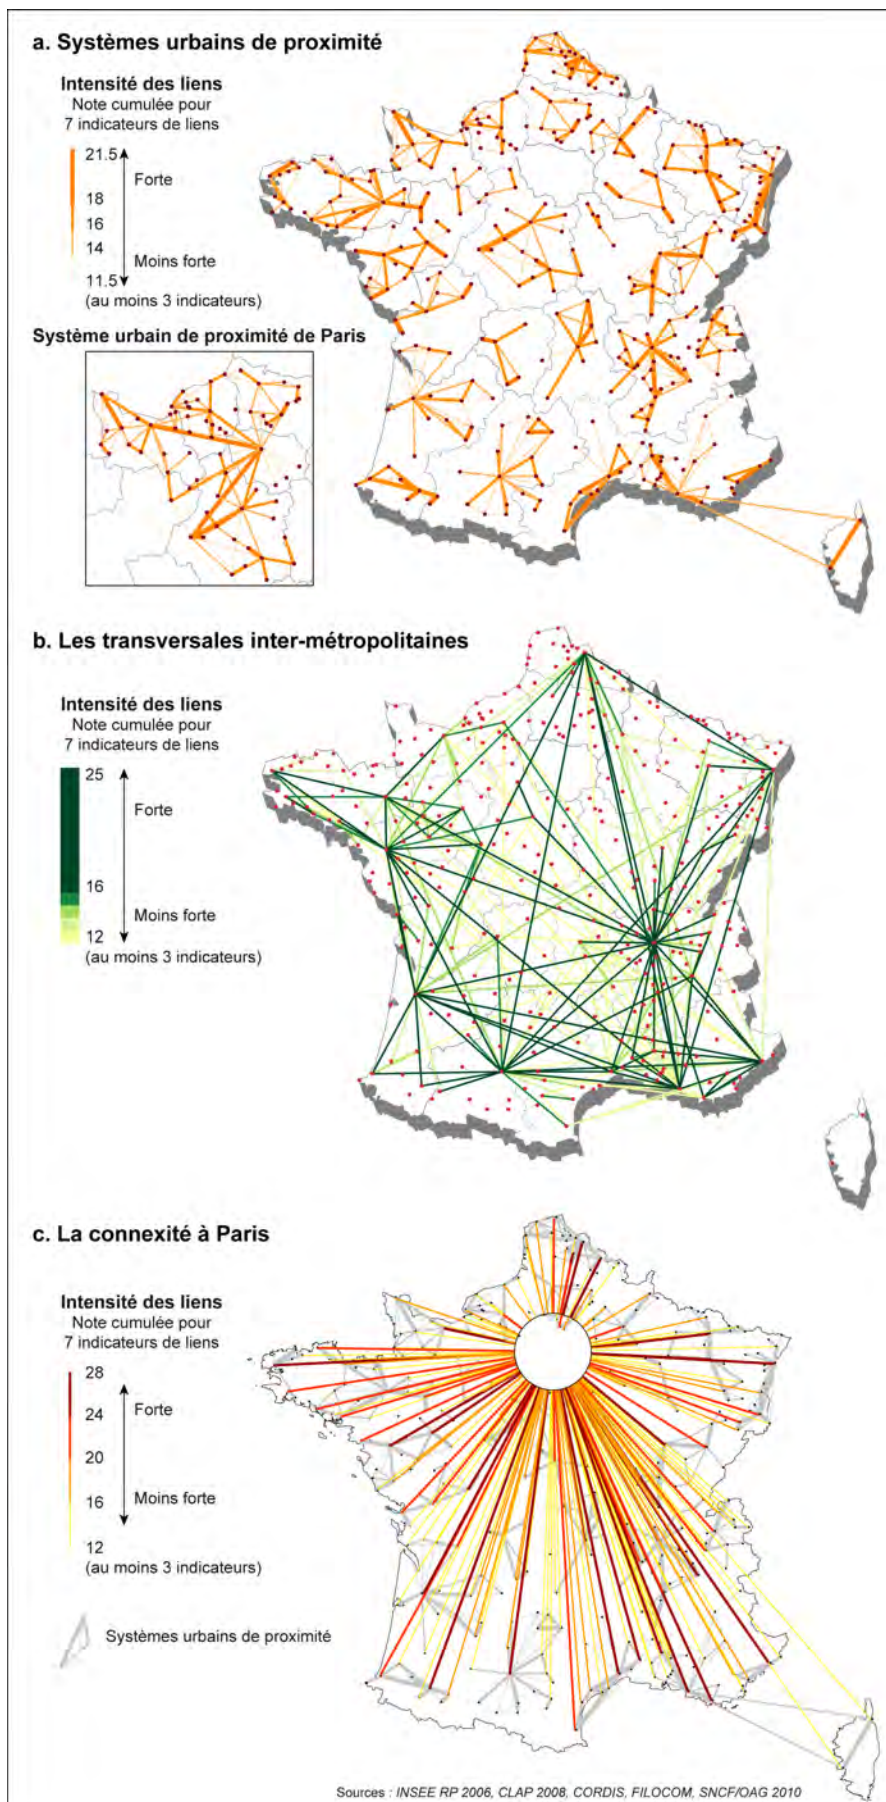 a. Systèmes urbains de proximité
Intensité des liens
Note cumulée pour
7 indicateurs de liens
21.5
Forte
18
16
14
Moins forte
11.5
(au moins 3 indicateurs)
Système urbain de proximité de Paris
b. Les transversales inter-métropolitaines
Intensité des liens
Note cumulée pour
7 indicateurs de liens
25
Forte
16
Moins forte
12
(au moins 3 indicateurs)
c. La connexité à Paris
Intensité des liens
Note cumulée pour
7 indicateurs de liens
28
Forte
24
20
Moins forte
16
12
(au moins 3 indicateurs)
Systèmes urbains de proximité
Sources : INSEE RP 2006, CLAP 2008, CORDIS, FILOCOM, SNCF/OAG 2010